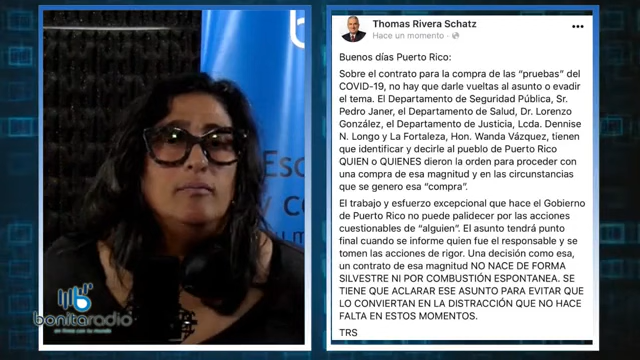 Thomas Rivera Schatz
Hace un momento
Buenos días Puerto Rico:
Sobre el contrato para la compra de las “pruebas” del
COVID-19, no hay que darle vueltas al asunto o evadir
el tema. El Departamento de Seguridad Pública, Sr.
Pedro Janer, el Departamento de Salud, Dr. Lorenzo
González, el Departamento de Justicia, Lcda. Dennise
N. Longo y La Fortaleza, Hon. Wanda Vázquez, tienen
que identificar y decirle al pueblo de Puerto Rico
QUIEN o QUIENES dieron la orden para proceder con
una compra de esa magnitud y en las circunstancias
que se genero esa “compra”.
El trabajo y esfuerzo excepcional que hace el Gobierno
de Puerto Rico no puede palidecer por las acciones
cuestionables de “alguien”. El asunto tendrá punto
final cuando se informe quien fue el responsable y se
tomen las acciones de rigor. Una decisión como esa,
un contrato de esa magnitud NO NACE DE FORMA
SILVESTRE NI POR COMBUSTIÓN ESPONTANEA. SE
TIENE QUE ACLARAR ESE ASUNTO PARA EVITAR QUE
LO CONVIERTAN EN LA DISTRACCIÓN QUE NO HACE
FALTA EN ESTOS MOMENTOS.
TRS
Esc
y co
u m
bonitaradio
en línea con tu mundo